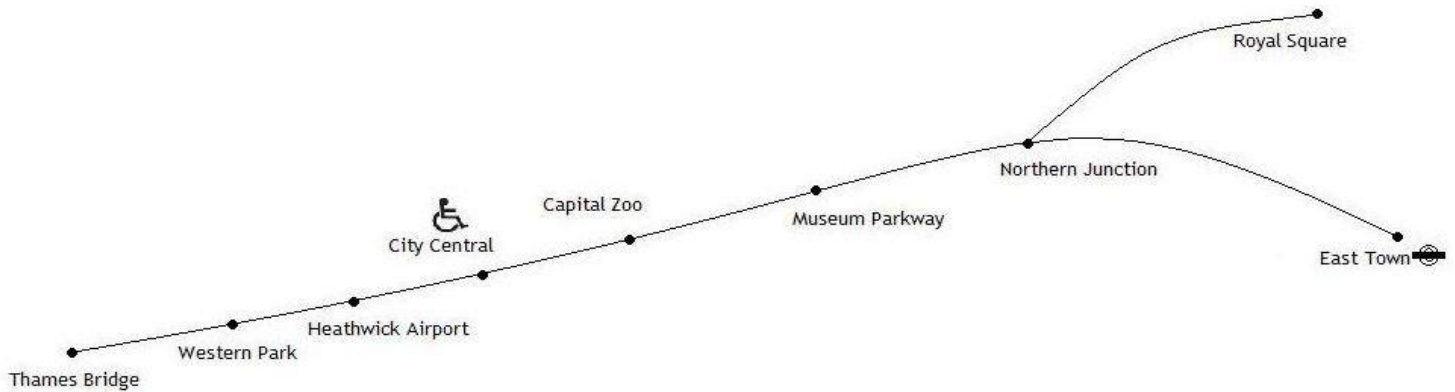 Royal Square
Northern Junction
Capital Zoo
Museum Parkway
City Central
East Town
Heathwick Airport
Western Park
Thames Bridge